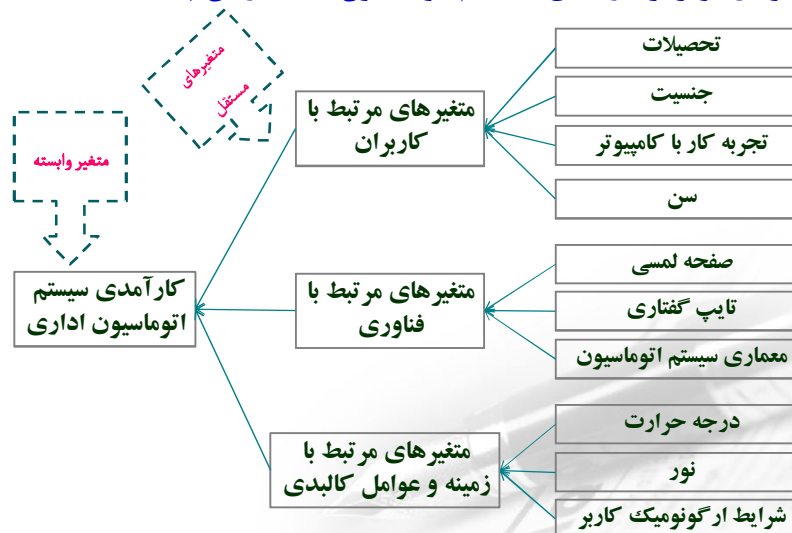 متغیرهای
مستقل
متغیر وابسته
تحصیلات
جنسیت
تجربه کار با کامپیوتر
سن
متغیرهای مرتبط با
کاربران
صفحه لمسی
تایپ گفتاری
معماری سیستم اتوماسیون
متغیرهای مرتبط با
فناوری
کارآمدی سیستم
اتوماسیون اداری
درجه حرارت
نور
شرایط ارگونومیک کاربر
متغیرهای مرتبط با
زمینه و عوامل کالبدی